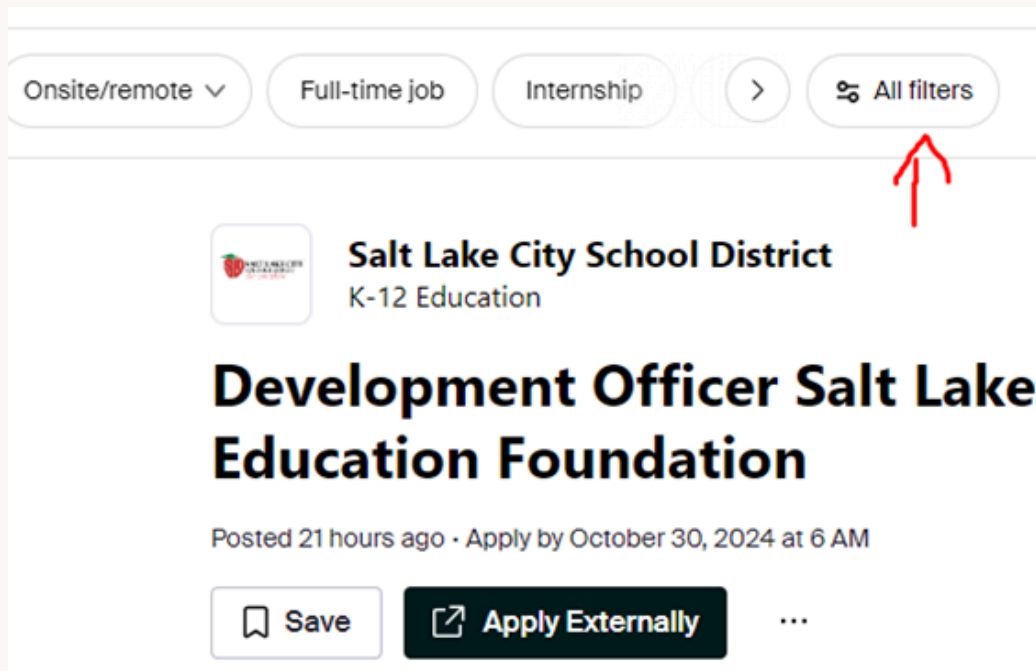 Onsite/remote Full-time job Internship All filters
Salt Lake City School District
K-12 Education
Development Officer Salt Lake
Education Foundation
Posted 21 hours ago · Apply by October 30, 2024 at 6 AM
Save Apply Externally ...